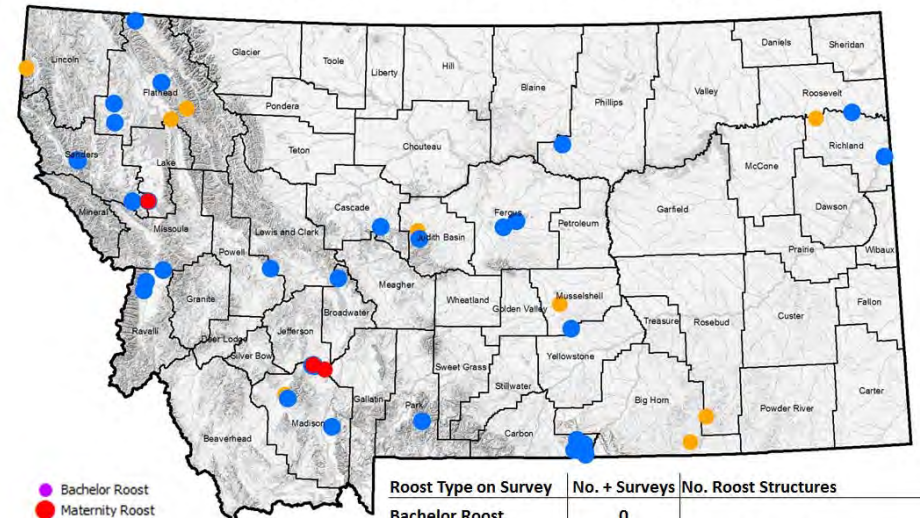 Daniels
Sheridan
Glacier
Toole
Liberty
Hill
Lincoln
Blaine
Phillips
Valley
Roosevelt
Flathead
Pondera
Richland
Teton
Chouteau
Sanders
Lake
McCone
Cascade
Fergus
Garfield
Dawson
Mineral
Missoula
Lewis and Clark
Judith Basin
Petroleum
Powell
Prairie
Wibaux
Meagher
Wheatland
Golden Valley
Musselshell
Granite
Broadwater
Treasure
Rosebud
Custer
Fallon
Ravalli
Deer Lodge
Jefferson
Silver Bow
Yellowstone
Sweet Grass
Stillwater
Gallatin
Park
Big Horn
Powder River
Carter
Madison
Carbon
Beaverhead
Bachelor Roost
Maternity Roost
Roost Type on Survey No. + Surveys No. Roost Structures
Bachelor Roost 0